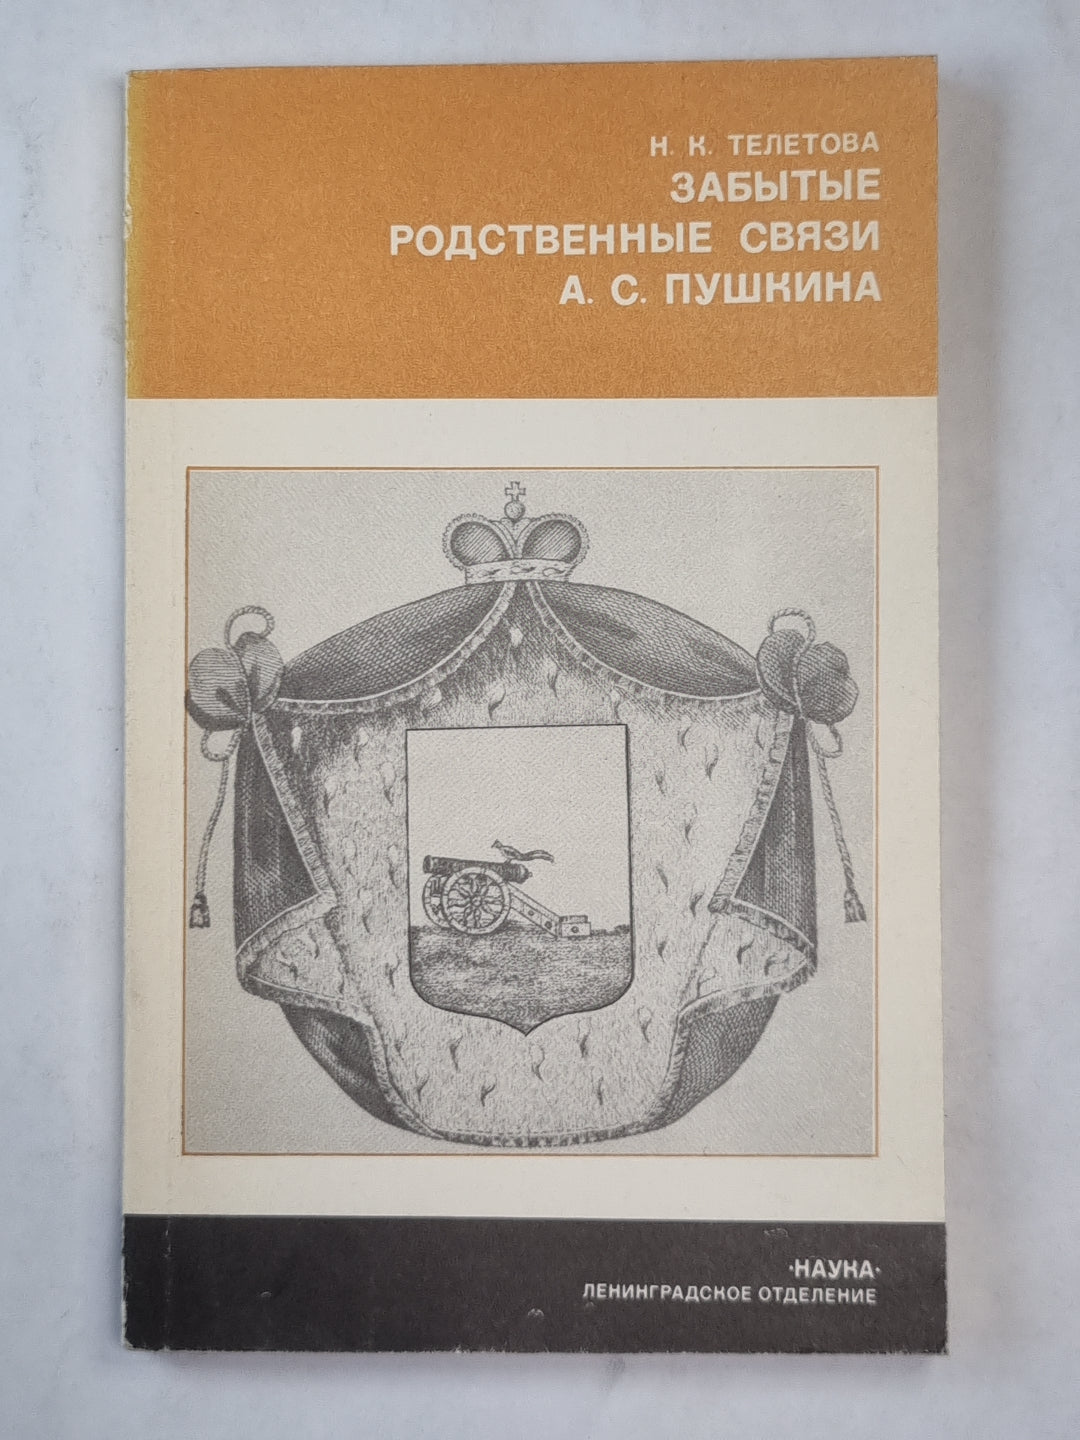 Н. К. ТЕЛЕТОВА
ЗАБЫТЫЕ
РОДСТВЕННЫЕ СВЯЗИ
А. С. ПУШКИНА
·НАУКА·
ЛЕНИНГРАДСКОЕ ОТДЕЛЕНИЕ